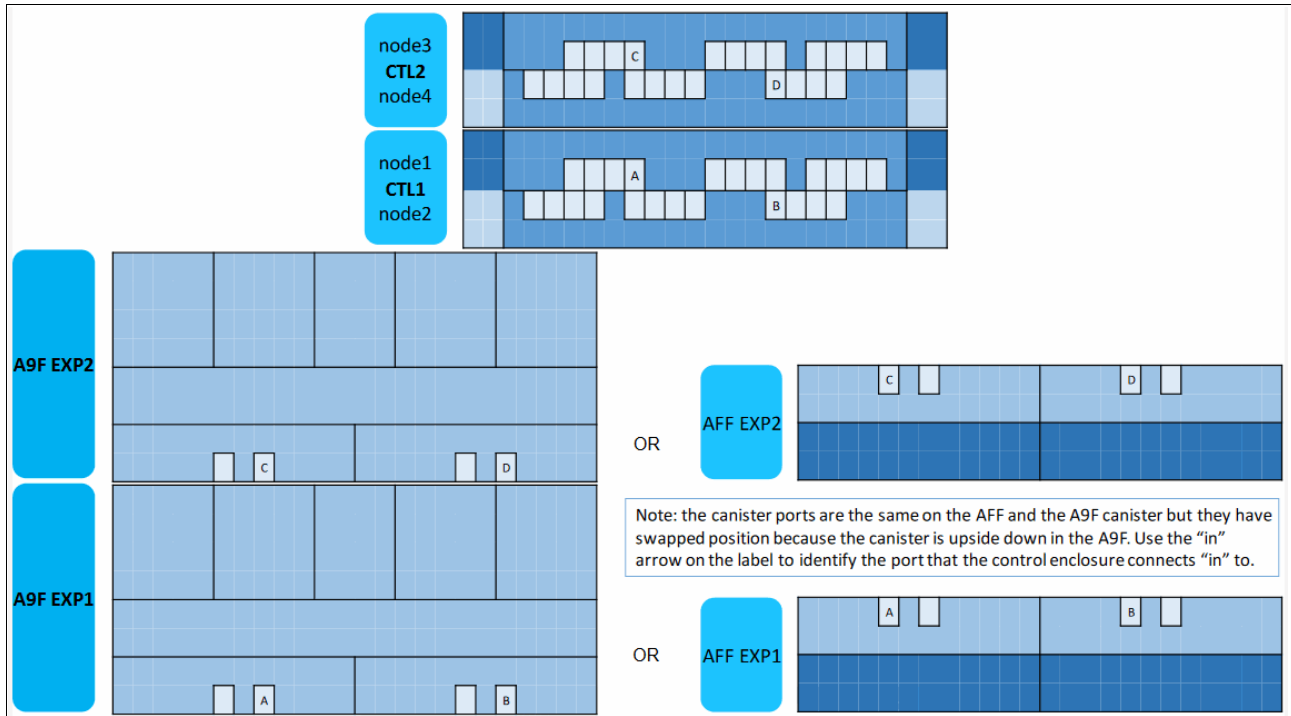 node3
CTL2
node4
C
D
node1
CTL1
node2
A
B
A9F EXP2
C
D
OR
AFF EXP2
C
D
Note: the canister ports are the same on the AFF and the A9F canister but they have
swapped position because the canister is upside down in the A9F. Use the “in”
arrow on the label to identify the port that the control enclosure connects “in” to.
A9F EXP1
A
B
OR
AFF EXP1
A
B